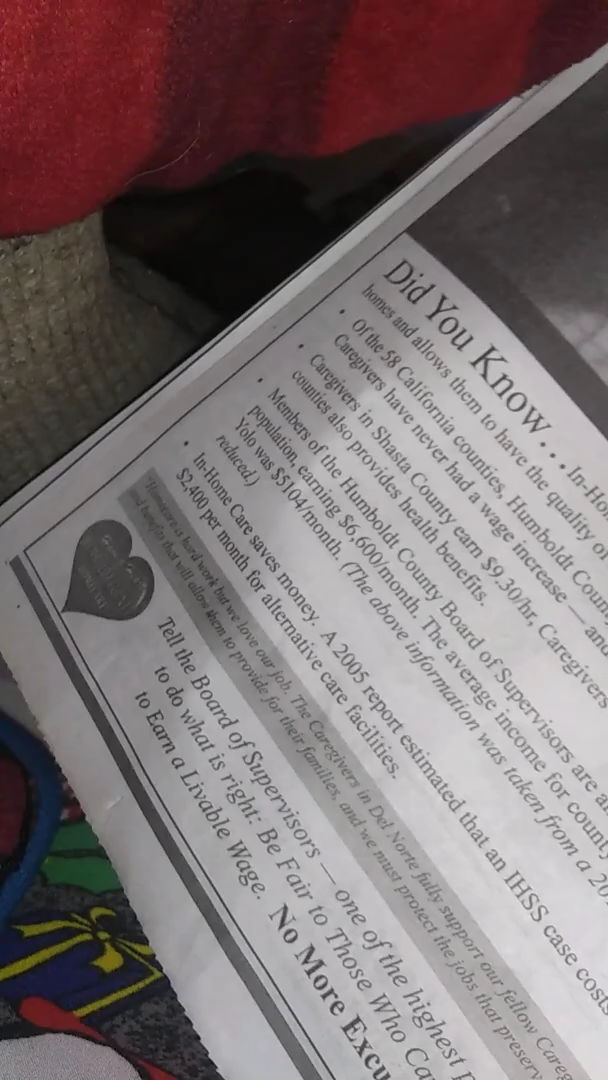 Did You Know... In-Ho
homes and allows them to have the quality of
• Of the 58 California counties, Humboldt Coun
Caregivers have never had a wage increase — and
• Caregivers in Shasta County earn $9.30/hr, Caregivers
counties also provides health benefits.
• Members of the Humboldt County Board of Supervisors are a
population, earning $6,600/month. The average income for county
Yolo was $5104/month. (The above information was taken from a 20
reduced.)
• In-Home Care saves money. A 2005 report estimated that an IHSS case costs
$2,400 per month for alternative care facilities.
"Homecare is hard work but we love our job. The Caregivers in Del Norte fully support our fellow Careg
and benefits that will allow them to provide for their families, and we must protect the jobs that preserv
Tell the Board of Supervisors — one of the highest p
to do what is right: Be Fair to Those Who Ca
to Earn a Livable Wage. No More Excu